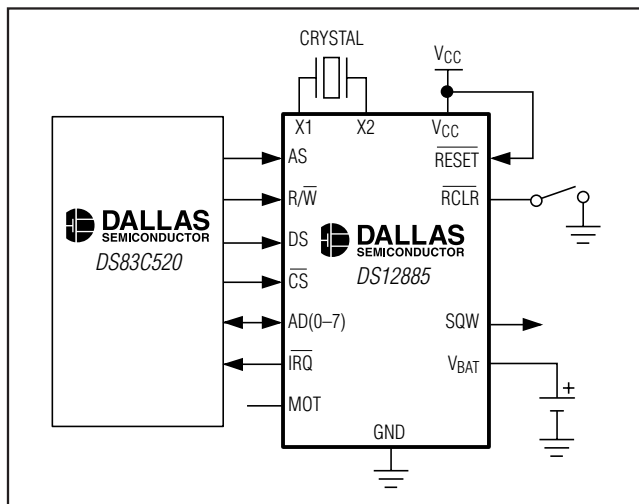 CRYSTAL
VCC
X1
X2
VCC
AS
RESET
R/W
RCLR
DALLAS
SEMICONDUCTOR
DS83C520
DS
DALLAS
SEMICONDUCTOR
DS12885
CS
AD(0–7)
SQW
IRQ
VBAT
+
MOT
GND